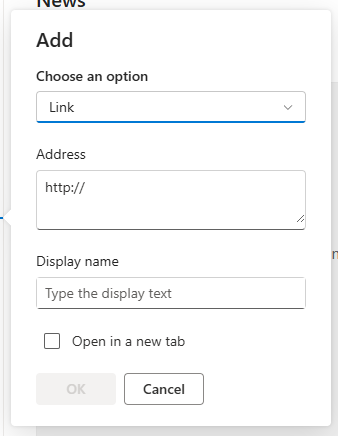 News
Add
Choose an option
Link
Address
http://
Display name
Type the display text
Open in a new tab
OK
Cancel